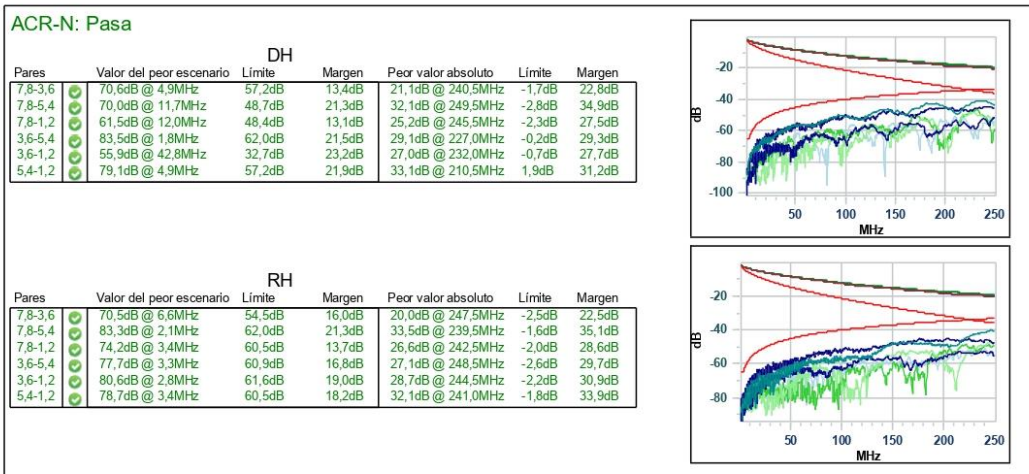 ACR-N: Pasa
DH
Pares Valor del peor escenario Límite Margen Peor valor absoluto Límite Margen
7,8-3,6 70,6dB @ 4,9MHz 57,2dB 13,4dB 21,1dB @ 240,5MHz -1,7dB 22,8dB
7,8-5,4 70,0dB @ 11,7MHz 48,7dB 21,3dB 32,1dB @ 249,5MHz -2,8dB 34,9dB
7,8-1,2 61,5dB @ 12,0MHz 48,4dB 13,1dB 25,2dB @ 245,5MHz -2,3dB 27,5dB
3,6-5,4 83,5dB @ 1,8MHz 62,0dB 21,5dB 29,1dB @ 227,0MHz -0,2dB 29,3dB
3,6-1,2 55,9dB @ 42,8MHz 32,7dB 23,2dB 27,0dB @ 232,0MHz -0,7dB 27,7dB
5,4-1,2 79,1dB @ 4,9MHz 57,2dB 21,9dB 33,1dB @ 210,5MHz 1,9dB 31,2dB
-20
-40
-60
-80
-100
dB
50 100 150 200 250
MHz
RH
Pares Valor del peor escenario Límite Margen Peor valor absoluto Límite Margen
7,8-3,6 70,5dB @ 6,6MHz 54,5dB 16,0dB 20,0dB @ 247,5MHz -2,5dB 22,5dB
7,8-5,4 83,3dB @ 2,1MHz 62,0dB 21,3dB 33,5dB @ 239,5MHz -1,6dB 35,1dB
7,8-1,2 74,2dB @ 3,4MHz 60,5dB 13,7dB 26,6dB @ 242,5MHz -2,0dB 28,6dB
3,6-5,4 77,7dB @ 3,3MHz 60,9dB 16,8dB 27,1dB @ 248,5MHz -2,6dB 29,7dB
3,6-1,2 80,6dB @ 2,8MHz 61,6dB 19,0dB 28,7dB @ 244,5MHz -2,2dB 30,9dB
5,4-1,2 78,7dB @ 3,4MHz 60,5dB 18,2dB 32,1dB @ 241,0MHz -1,8dB 33,9dB
-20
-40
-60
-80
dB
50 100 150 200 250
MHz